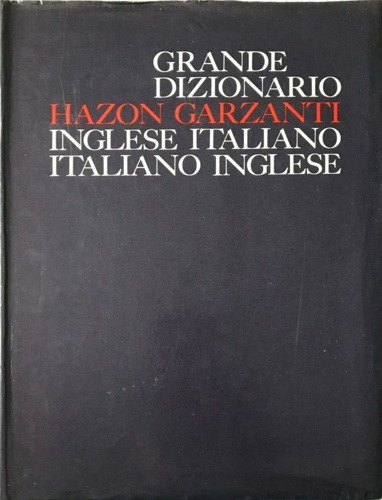 GRANDE
DIZIONARIO
HAZON GARZANTI
INGLESE ITALIANO
ITALIANO INGLESE